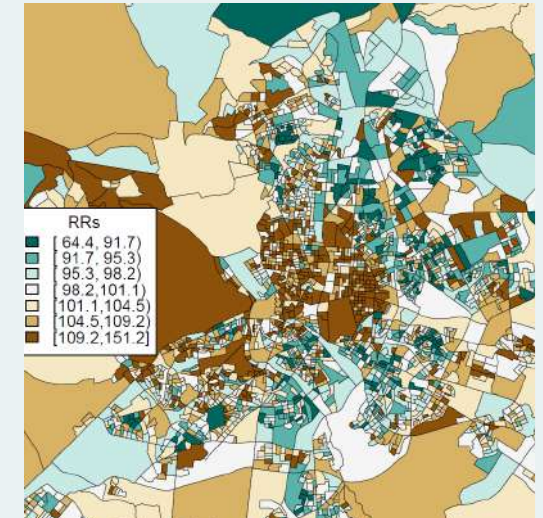 RRs
[ 64.4, 91.7)
[ 91.7, 95.3)
[ 95.3, 98.2)
[ 98.2,101.1)
[101.1,104.5)
[104.5,109.2)
[109.2,151.2]